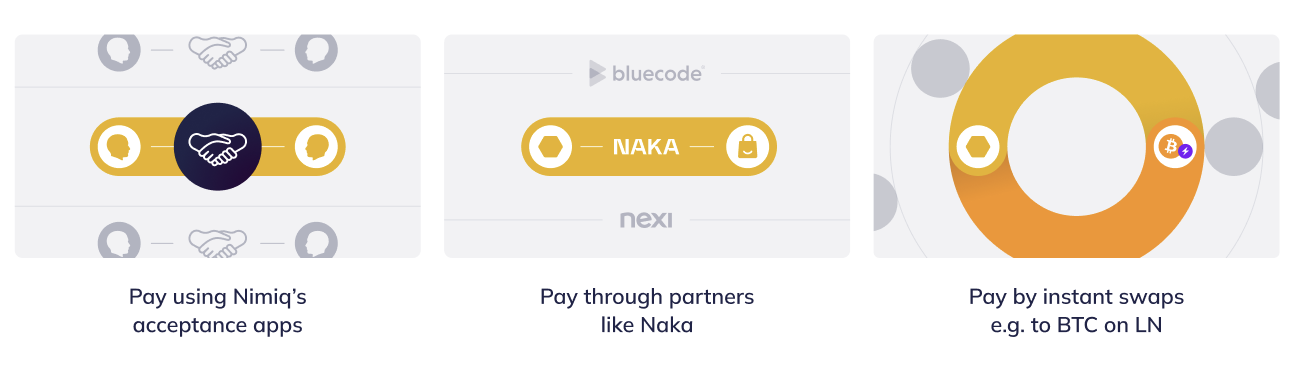 bluecode®
NAKA
nexi
Pay using Nimiq’s
acceptance apps
Pay through partners
like Naka
Pay by instant swaps
e.g. to BTC on LN